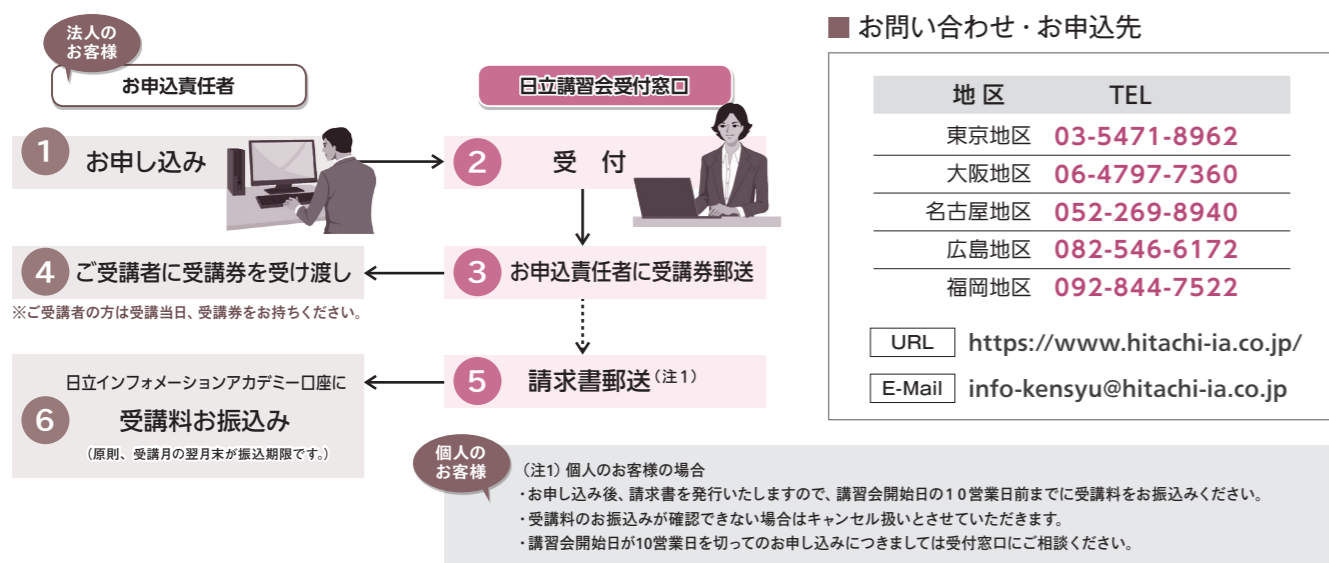 法人の
お客様
お申込責任者
日立講習会受付窓口
1 お申し込み
2 受 付
4 ご受講者に受講券を受け渡し
3 お申込責任者に受講券郵送
※ご受講者の方は受講当日、受講券をお持ちください。
5 請求書郵送(注1)
日立インフォメーションアカデミー口座に
6 受講料お振込み
(原則、受講月の翌月末が振込期限です。)
個人の
お客様
(注1) 個人のお客様の場合
・お申し込み後、請求書を発行いたしますので、講習会開始日の10営業日前までに受講料をお振込みください。
・受講料のお振込みが確認できない場合はキャンセル扱いとさせていただきます。
・講習会開始日が10営業日を切ってのお申し込みにつきましては受付窓口にご相談ください。
■ お問い合わせ・お申込先
地 区 TEL
東京地区 03-5471-8962
大阪地区 06-4797-7360
名古屋地区 052-269-8940
広島地区 082-546-6172
福岡地区 092-844-7522
URL https://www.hitachi-ia.co.jp/
E-Mail info-kensyu@hitachi-ia.co.jp